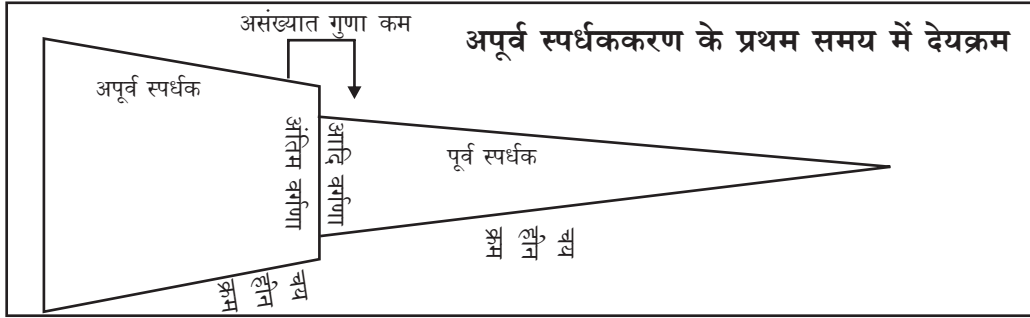 असंख्यात गुणा कम
अपूर्व स्पर्धककरण के प्रथम समय में देयक्रम
अपूर्व स्पर्धक
अंतिम वर्गणा
आदि वर्गणा
पूर्व स्पर्धक
चय
हीन
क्रम
चय
हीन
क्रम